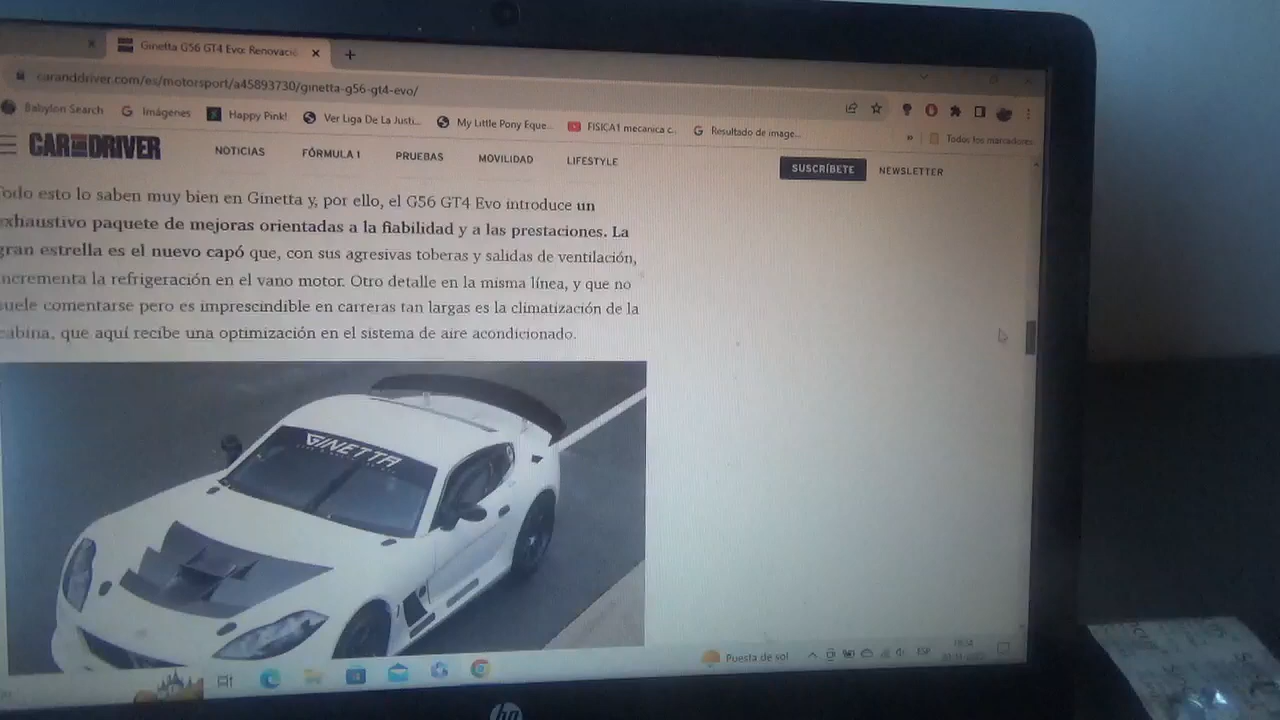 Ginetta G56 GT4 Evo: Renovació
caranddriver.com/es/motorsport/a45893730/ginetta-g56-gt4-evo/
Babylon Search
Imágenes
Happy Pink!
Ver Liga De La Justi...
My Little Pony Eque...
FISICA1 mecanica c..
Resultado de image...
Todos los marcadores
CAR AND DRIVER
NOTICIAS
FÓRMULA 1
PRUEBAS
MOVILIDAD
LIFESTYLE
SUSCRÍBETE
NEWSLETTER
Todo esto lo saben muy bien en Ginetta y, por ello, el G56 GT4 Evo introduce un
exhaustivo paquete de mejoras orientadas a la fiabilidad y a las prestaciones. La
gran estrella es el nuevo capó que, con sus agresivas toberas y salidas de ventilación,
incrementa la refrigeración en el vano motor. Otro detalle en la misma línea, y que no
suele comentarse pero es imprescindible en carreras tan largas es la climatización de la
cabina, que aquí recibe una optimización en el sistema de aire acondicionado.
GINETTA
Puesta de sol
ESP
hp